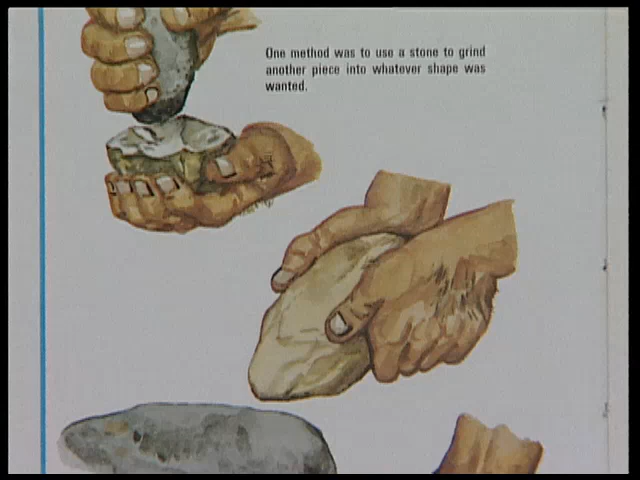 One method was to use a stone to grind
another piece into whatever shape was
wanted.